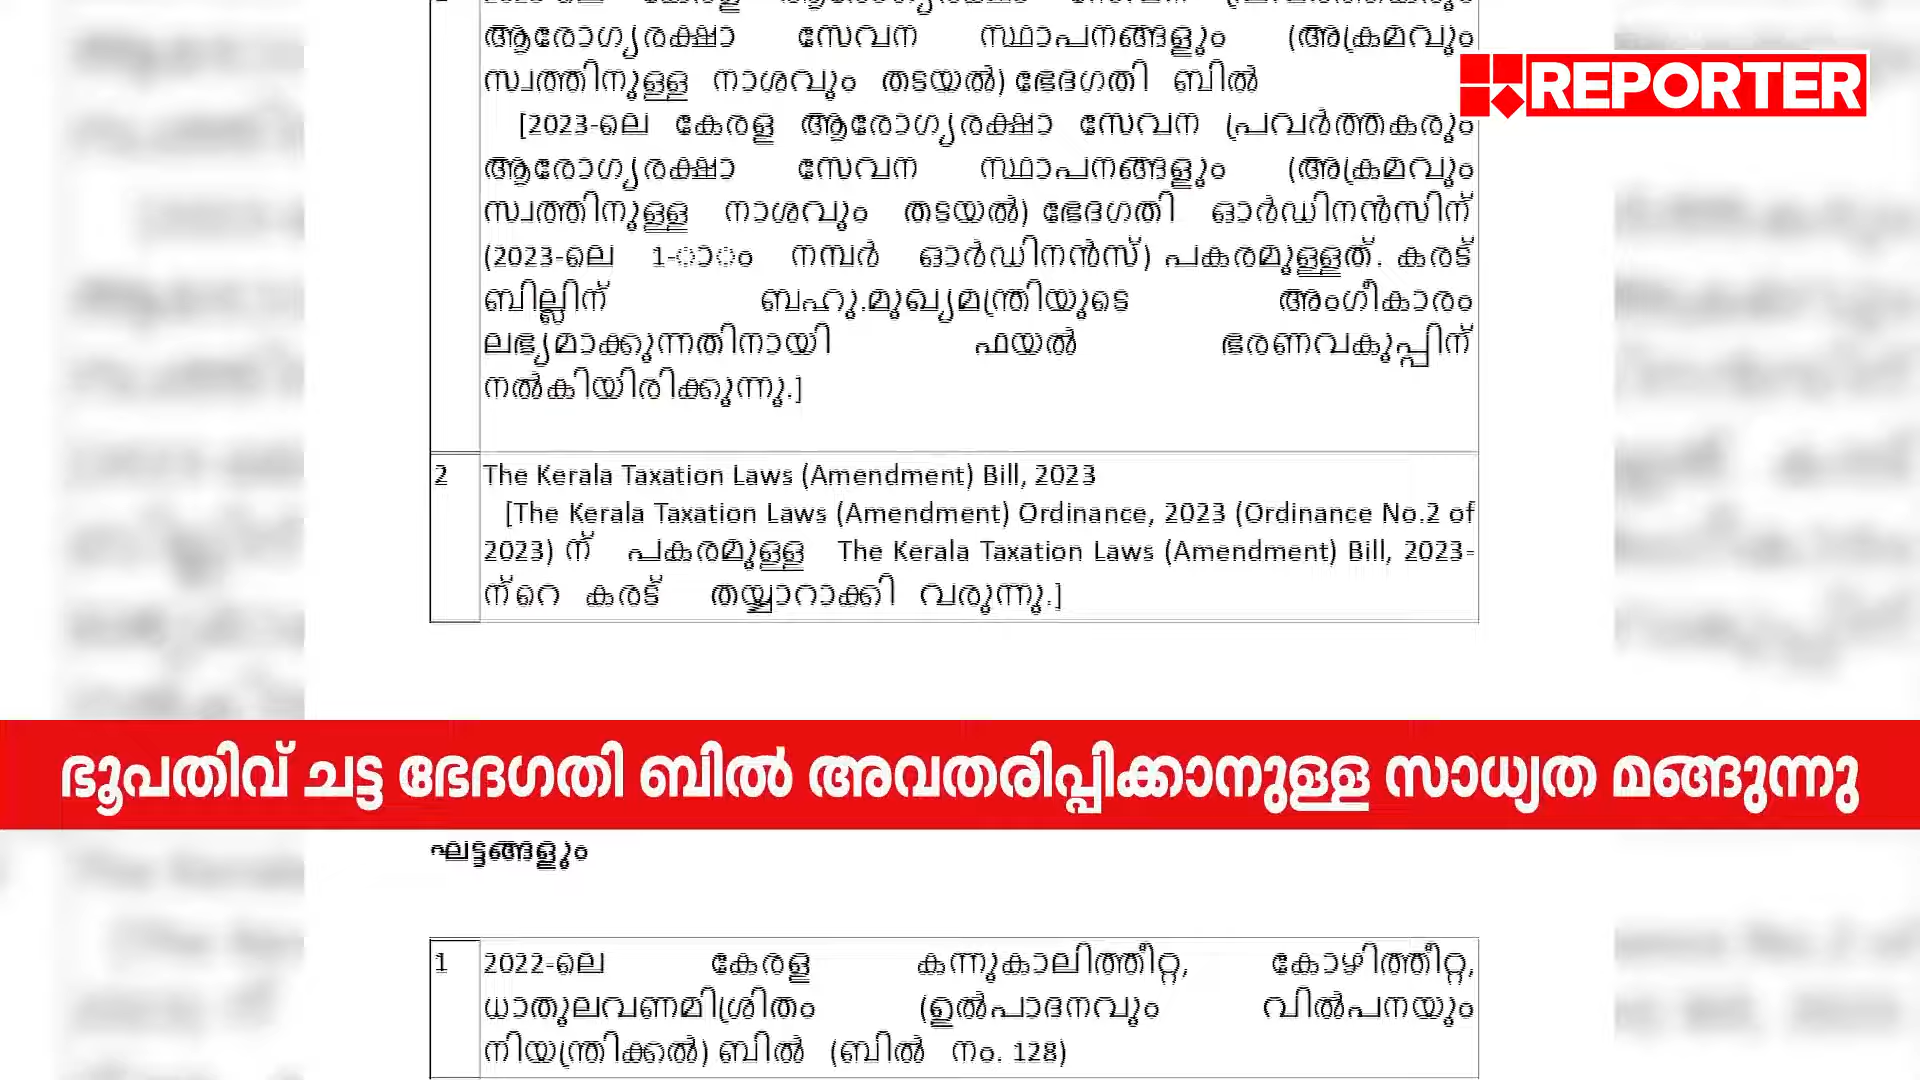 ആരോഗ്യരക്ഷാ സേവന സ്ഥാപനങ്ങളും (അക്രമവും
സ്വത്തിനുള്ള നാശവും തടയൽ) ഭേദഗതി ബിൽ
[2023-ലെ കേരള ആരോഗ്യരക്ഷാ സേവന പ്രവർത്തകരും
ആരോഗ്യരക്ഷാ സേവന സ്ഥാപനങ്ങളും (അക്രമവും
സ്വത്തിനുള്ള നാശവും തടയൽ) ഭേദഗതി ഓർഡിനൻസിന്
(2023-ലെ 1-ാം നമ്പർ ഓർഡിനൻസ്) പകരമുള്ളത്. കരട്
ബില്ലിന് ബഹു.മുഖ്യമന്ത്രിയുടെ അംഗീകാരം
ലഭ്യമാക്കുന്നതിനായി ഫയൽ ഭരണവകുപ്പിന്
നൽകിയിരിക്കുന്നു.]
REPORTER
2 The Kerala Taxation Laws (Amendment) Bill, 2023
[The Kerala Taxation Laws (Amendment) Ordinance, 2023 (Ordinance No.2 of
2023) ന് പകരമുള്ള The Kerala Taxation Laws (Amendment) Bill, 2023-
ന്റെ കരട് തയ്യാറാക്കി വരുന്നു.]
ഭൂപതിവ് ചട്ട ഭേദഗതി ബിൽ അവതരിപ്പിക്കാനുള്ള സാധ്യത മങ്ങുന്നു
ഘട്ടങ്ങളും
1 2022-ലെ കേരള കന്നുകാലിത്തീറ്റ, കോഴിത്തീറ്റ,
ധാതുലവണമിശ്രിതം (ഉൽപാദനവും വിൽപനയും
നിയന്ത്രിക്കൽ) ബിൽ (ബിൽ നം. 128)